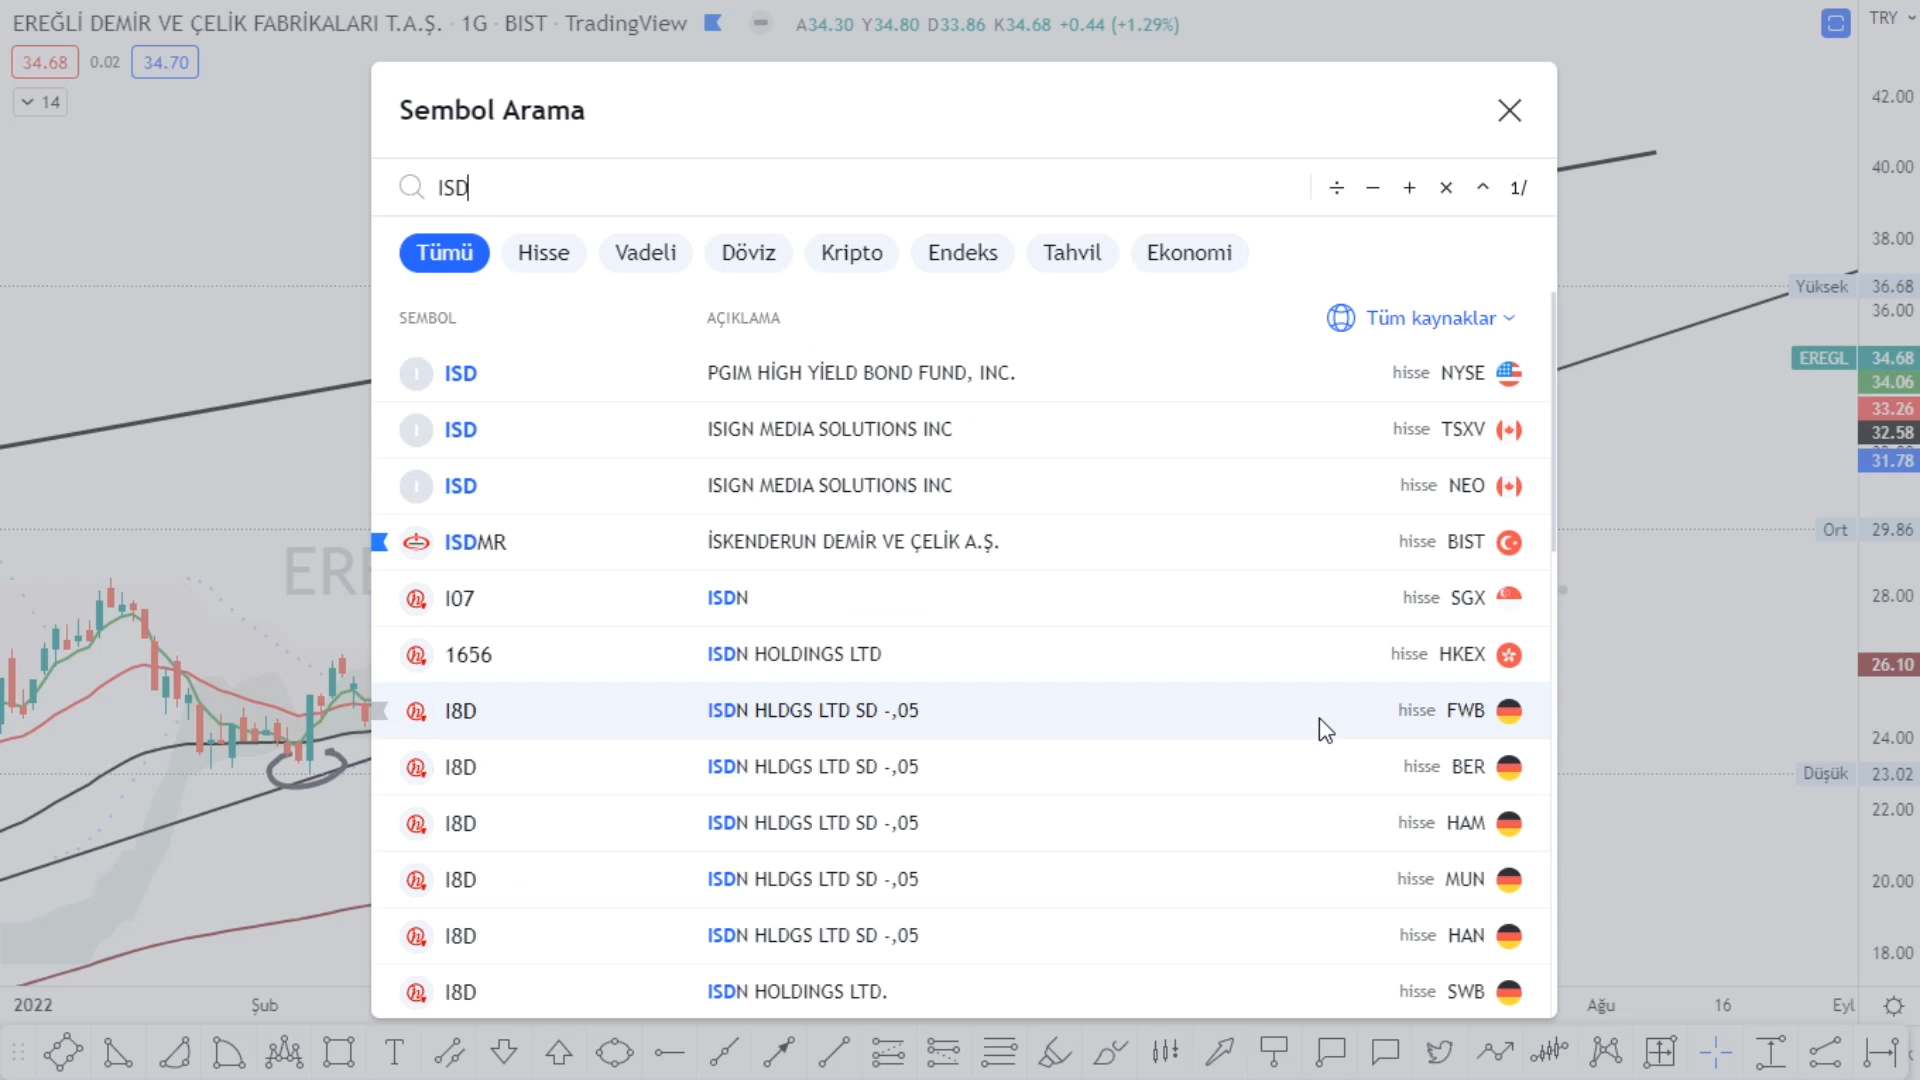 EREĞLİ DEMİR VE ÇELİK FABRİKALARI T.A.Ş. · 1G · BIST · TradingView A34.30 Y34.80 D33.86 K34.68 +0.44 (+1.29%) TRY
34.68 0.02 34.70
14
Sembol Arama
ISD ÷ − + × ^ 1/
Tümü Hisse Vadeli Döviz Kripto Endeks Tahvil Ekonomi
SEMBOL AÇIKLAMA Tüm kaynaklar
ISD PGIM HİGH YİELD BOND FUND, INC. hisse NYSE
ISD ISIGN MEDIA SOLUTIONS INC hisse TSXV
ISD ISIGN MEDIA SOLUTIONS INC hisse NEO
ISDMR İSKENDERUN DEMİR VE ÇELİK A.Ş. hisse BIST
I07 ISDN hisse SGX
1656 ISDN HOLDINGS LTD hisse HKEX
I8D ISDN HLDGS LTD SD -,05 hisse FWB
I8D ISDN HLDGS LTD SD -,05 hisse BER
I8D ISDN HLDGS LTD SD -,05 hisse HAM
I8D ISDN HLDGS LTD SD -,05 hisse MUN
I8D ISDN HLDGS LTD SD -,05 hisse HAN
I8D ISDN HOLDINGS LTD. hisse SWB
ERE
42.00
40.00
38.00
Yüksek 36.68
36.00
EREGL 34.68
34.06
33.26
32.58
31.78
Ort 29.86
28.00
26.10
24.00
Düşük 23.02
22.00
20.00
18.00
2022 Şub Ağu 16 Eyl